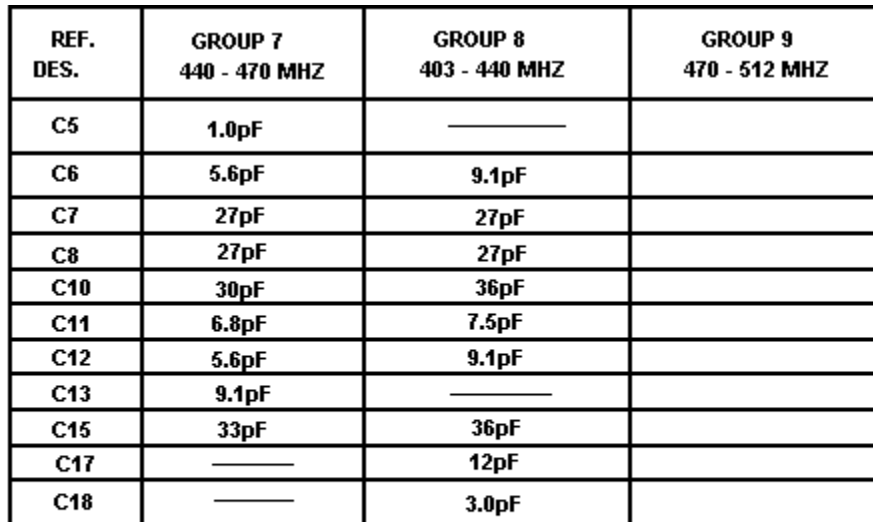 REF. DES. GROUP 7 440 - 470 MHZ GROUP 8 403 - 440 MHZ GROUP 9 470 - 512 MHZ
C5 1.0pF ———
C6 5.6pF 9.1pF
C7 27pF 27pF
C8 27pF 27pF
C10 30pF 36pF
C11 6.8pF 7.5pF
C12 5.6pF 9.1pF
C13 9.1pF ———
C15 33pF 36pF
C17 ——— 12pF
C18 ——— 3.0pF